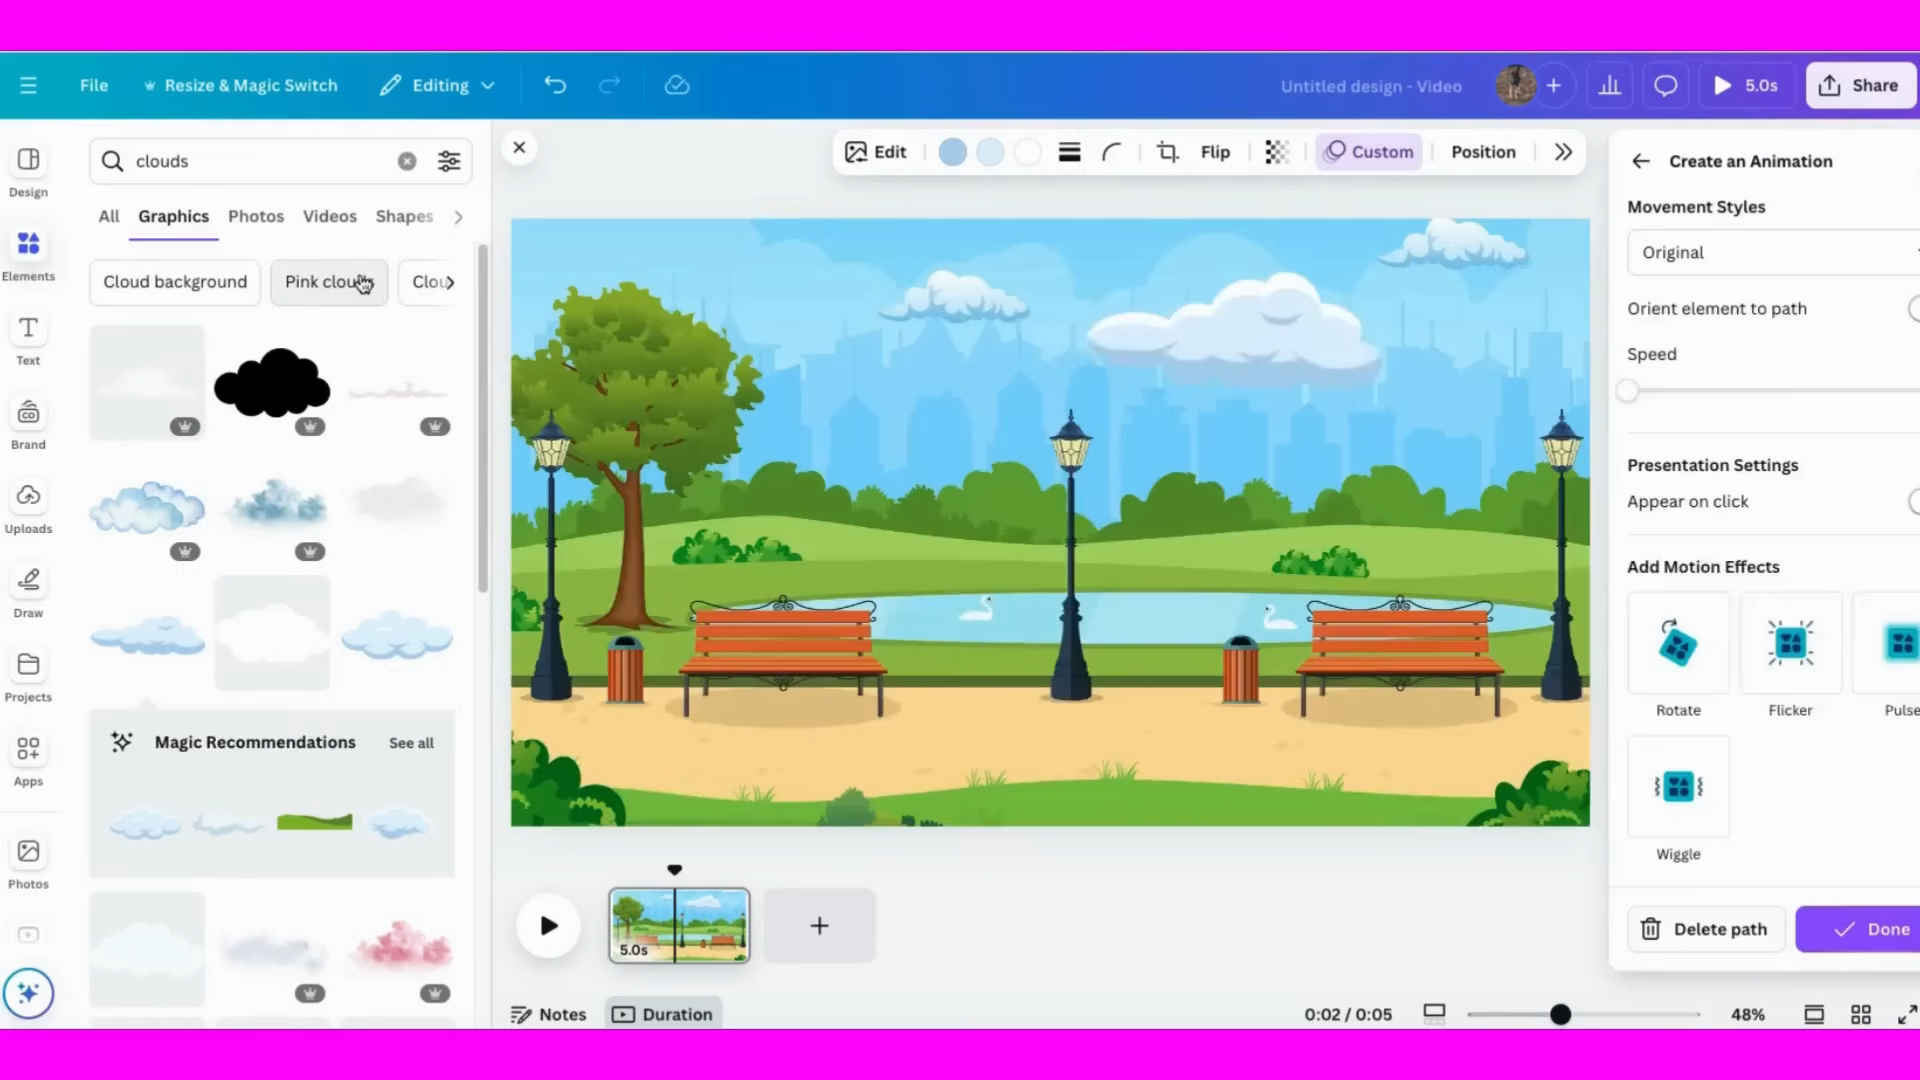 File
Resize & Magic Switch
Editing
Untitled design - Video
5.0s
Share
Design
Elements
Text
Brand
Uploads
Draw
Projects
Apps
Photos
clouds
All
Graphics
Photos
Videos
Shapes
Cloud background
Pink clouds
Clou
Magic Recommendations
See all
Edit
Flip
Custom
Position
Create an Animation
Movement Styles
Original
Orient element to path
Speed
Presentation Settings
Appear on click
Add Motion Effects
Rotate
Flicker
Pulse
Wiggle
Delete path
Done
5.0s
Notes
Duration
0:02 / 0:05
48%